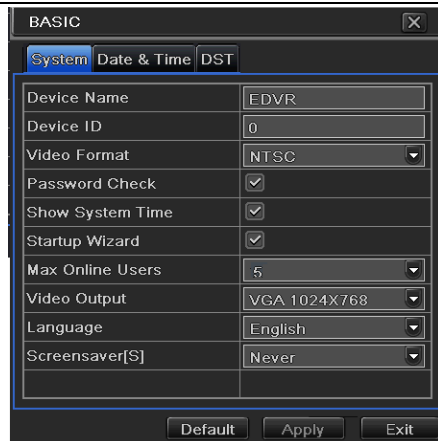 BASIC
System Date & Time DST
Device Name EDVR
Device ID 0
Video Format NTSC
Password Check
Show System Time
Startup Wizard
Max Online Users 5
Video Output VGA 1024X768
Language English
Screensaver[S] Never
Default Apply Exit